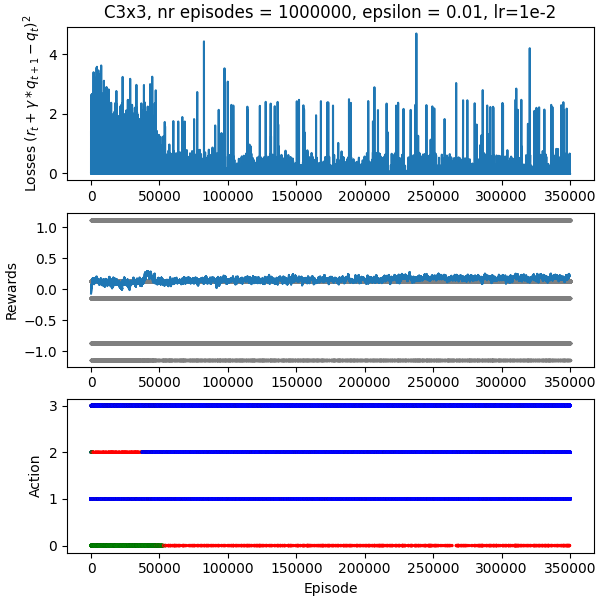 C3x3, nr episodes = 1000000, epsilon = 0.01, lr=1e-2
Losses $(r_t + \gamma * q_{t+1} - q_t)^2$
4
2
0
0 50000 100000 150000 200000 250000 300000 350000
Rewards
1.0
0.5
0.0
−0.5
−1.0
0 50000 100000 150000 200000 250000 300000 350000
Action
3
2
1
0
0 50000 100000 150000 200000 250000 300000 350000
Episode